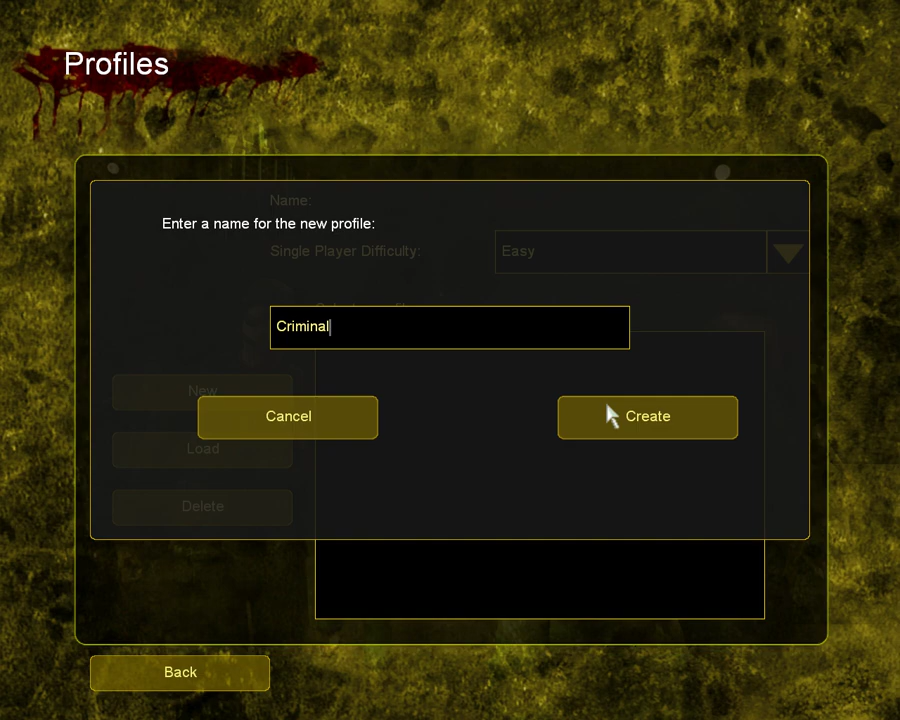 Profiles
Name:
Enter a name for the new profile:
Single Player Difficulty:
Easy
Criminal
New
Cancel
Create
Load
Delete
Back